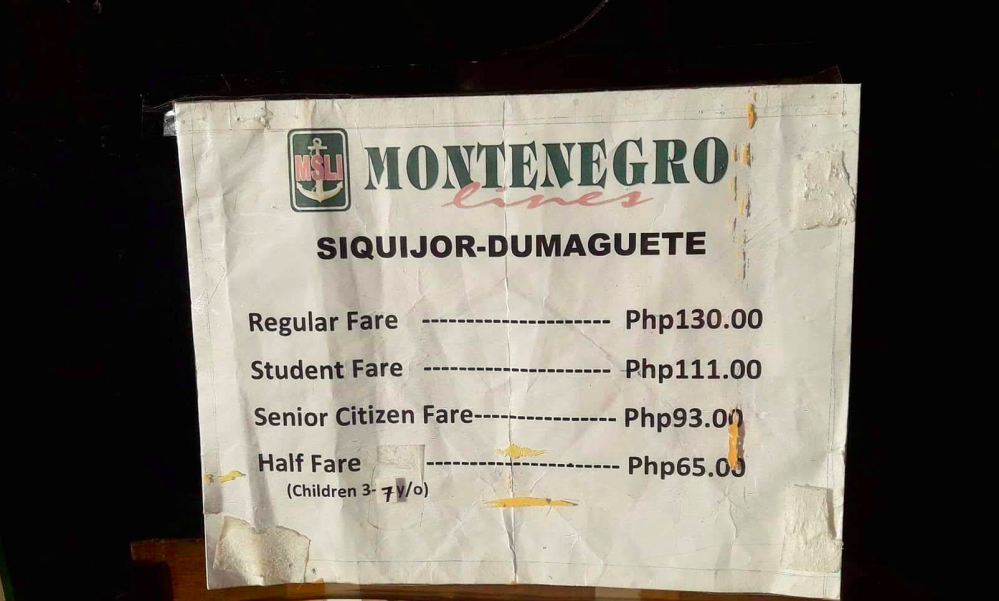 MSLI MONTENEGRO
lines
SIQUIJOR-DUMAGUETE
Regular Fare --------------------- Php130.00
Student Fare --------------------- Php111.00
Senior Citizen Fare---------------- Php93.00
Half Fare ---------------------- Php65.00
(Children 3- 7y/o)